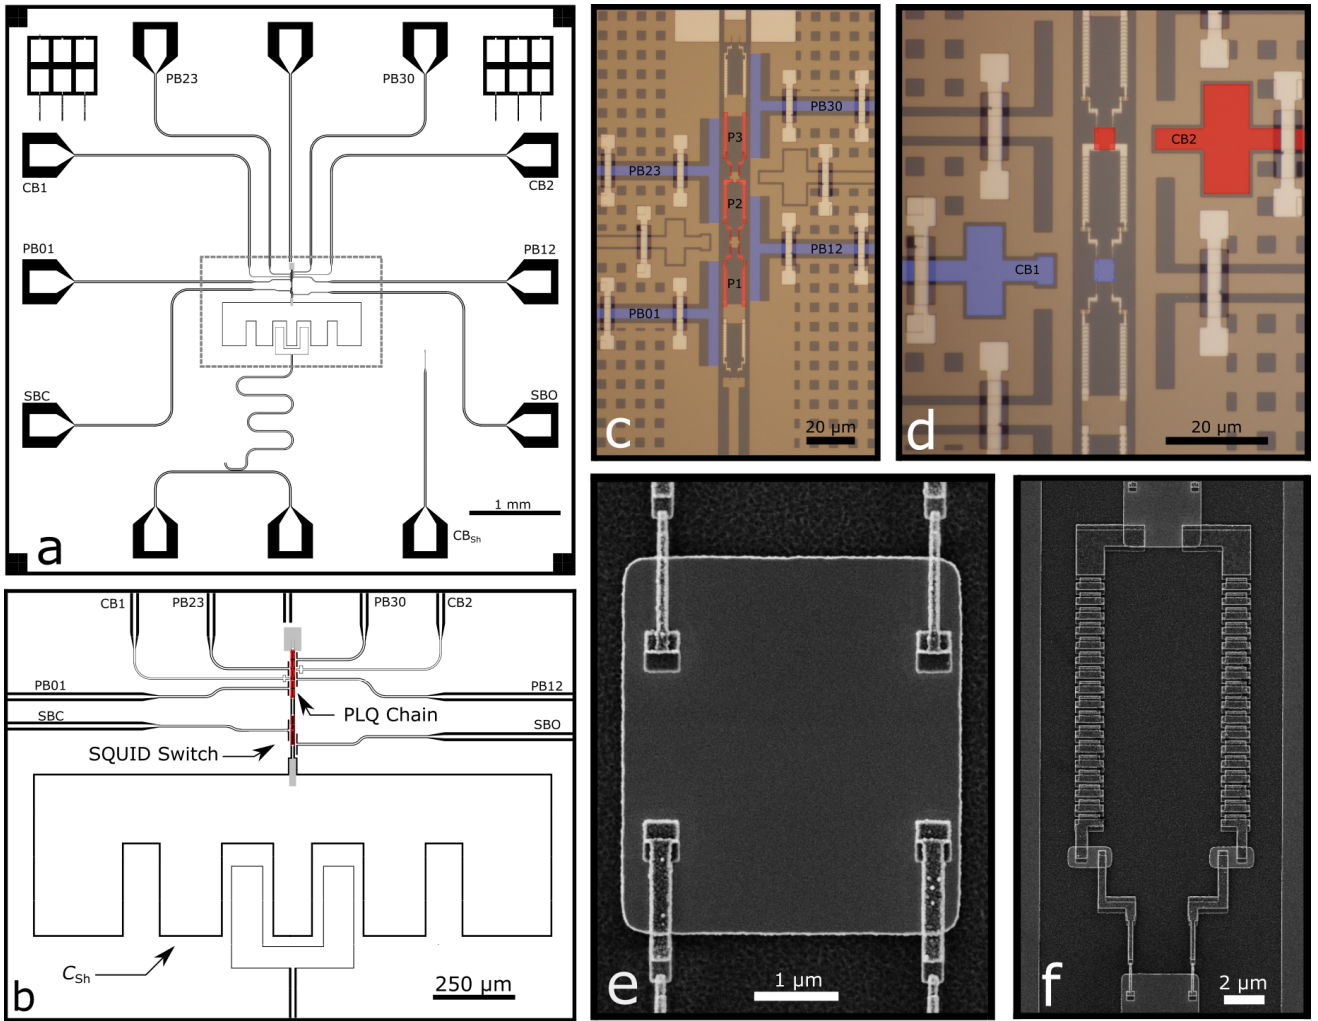 PB23
PB30
CB1
CB2
PB01
PB12
SBC
SBO
1 mm
CBSh
a
CB1
PB23
PB30
CB2
PB01
PB12
SBC
SBO
PLQ Chain
SQUID Switch
CSh
250 µm
b
PB30
P3
PB23
P2
PB12
P1
PB01
20 µm
c
CB2
CB1
20 µm
d
1 µm
e
2 µm
f